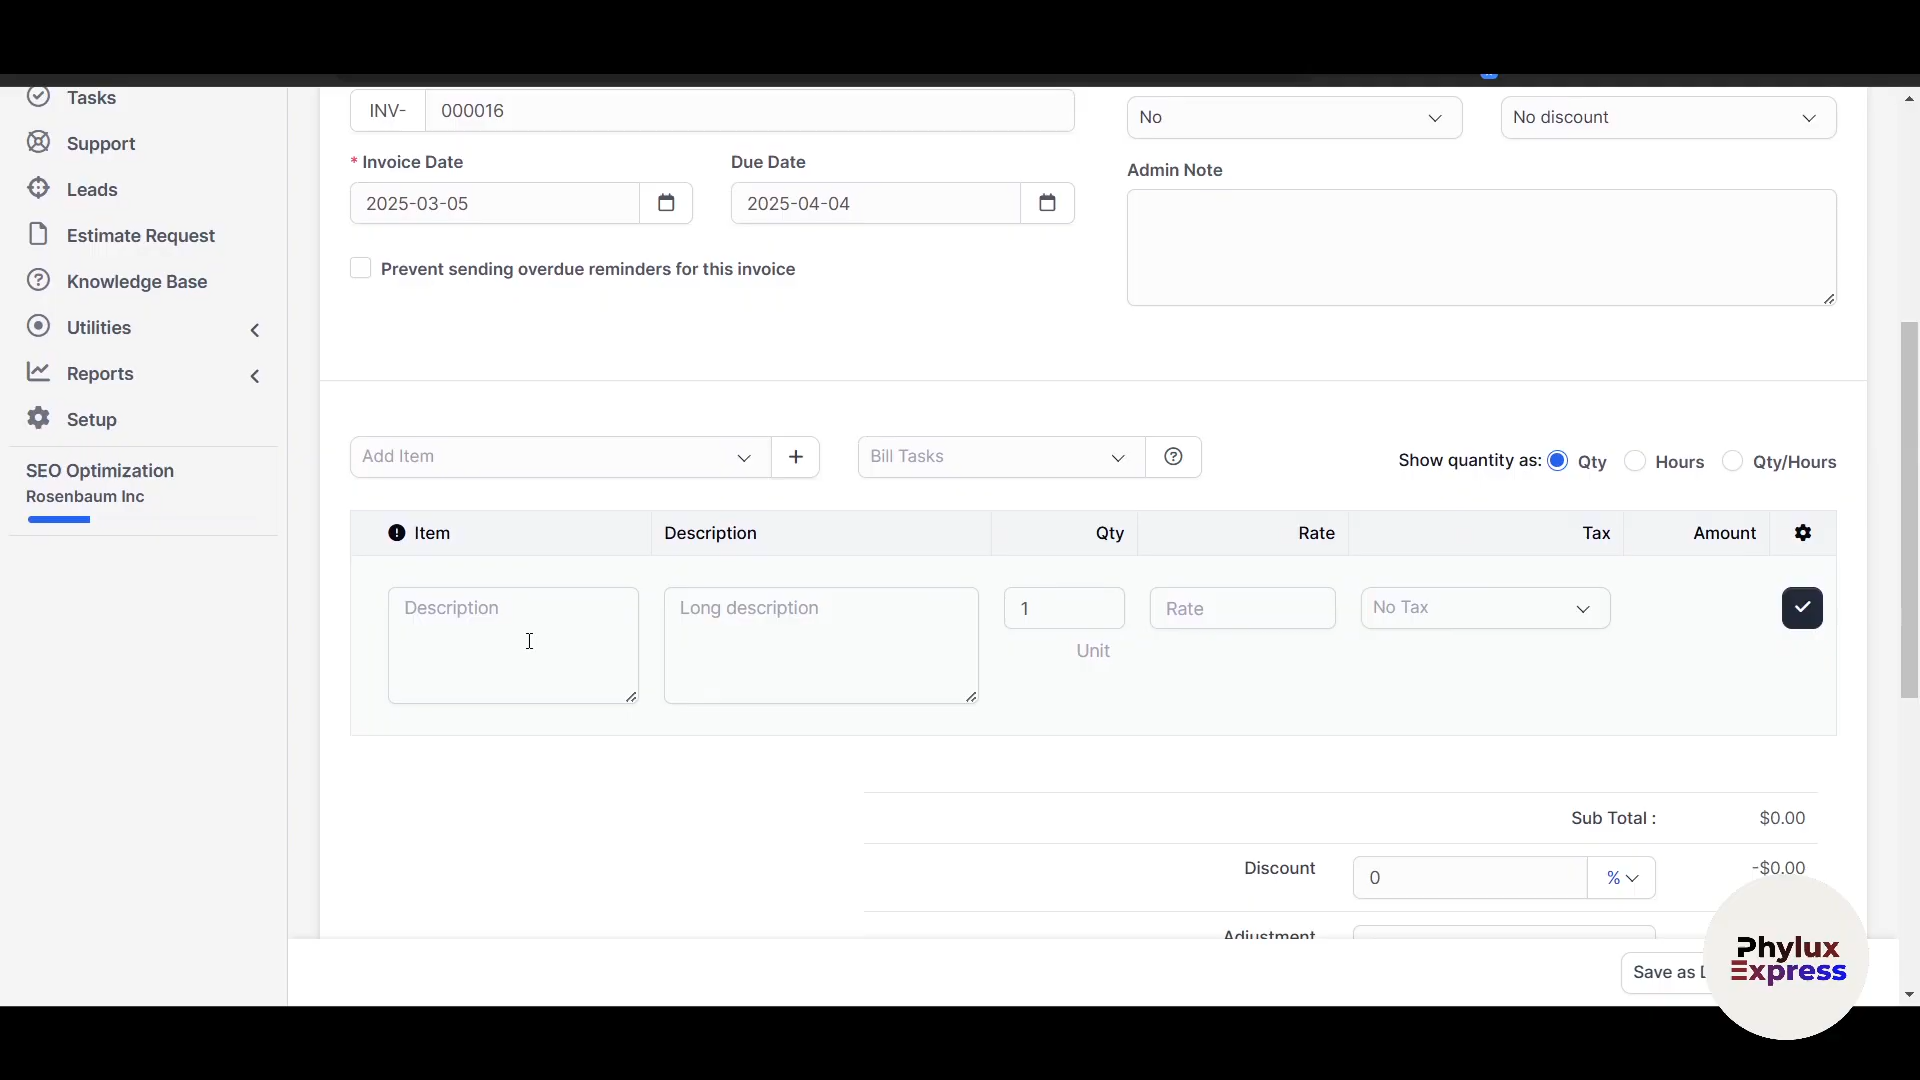 Tasks
Support
Leads
Estimate Request
Knowledge Base
Utilities
Reports
Setup
SEO Optimization
Rosenbaum Inc
INV- 000016
No
No discount
* Invoice Date
Due Date
2025-03-05
2025-04-04
Prevent sending overdue reminders for this invoice
Admin Note
Add Item
Bill Tasks
Show quantity as: Qty Hours Qty/Hours
Item Description Qty Rate Tax Amount
Description
Long description
1
Rate
No Tax
Unit
Sub Total : $0.00
Discount 0 % -$0.00
Adjustment
Save as
Phylux
Express